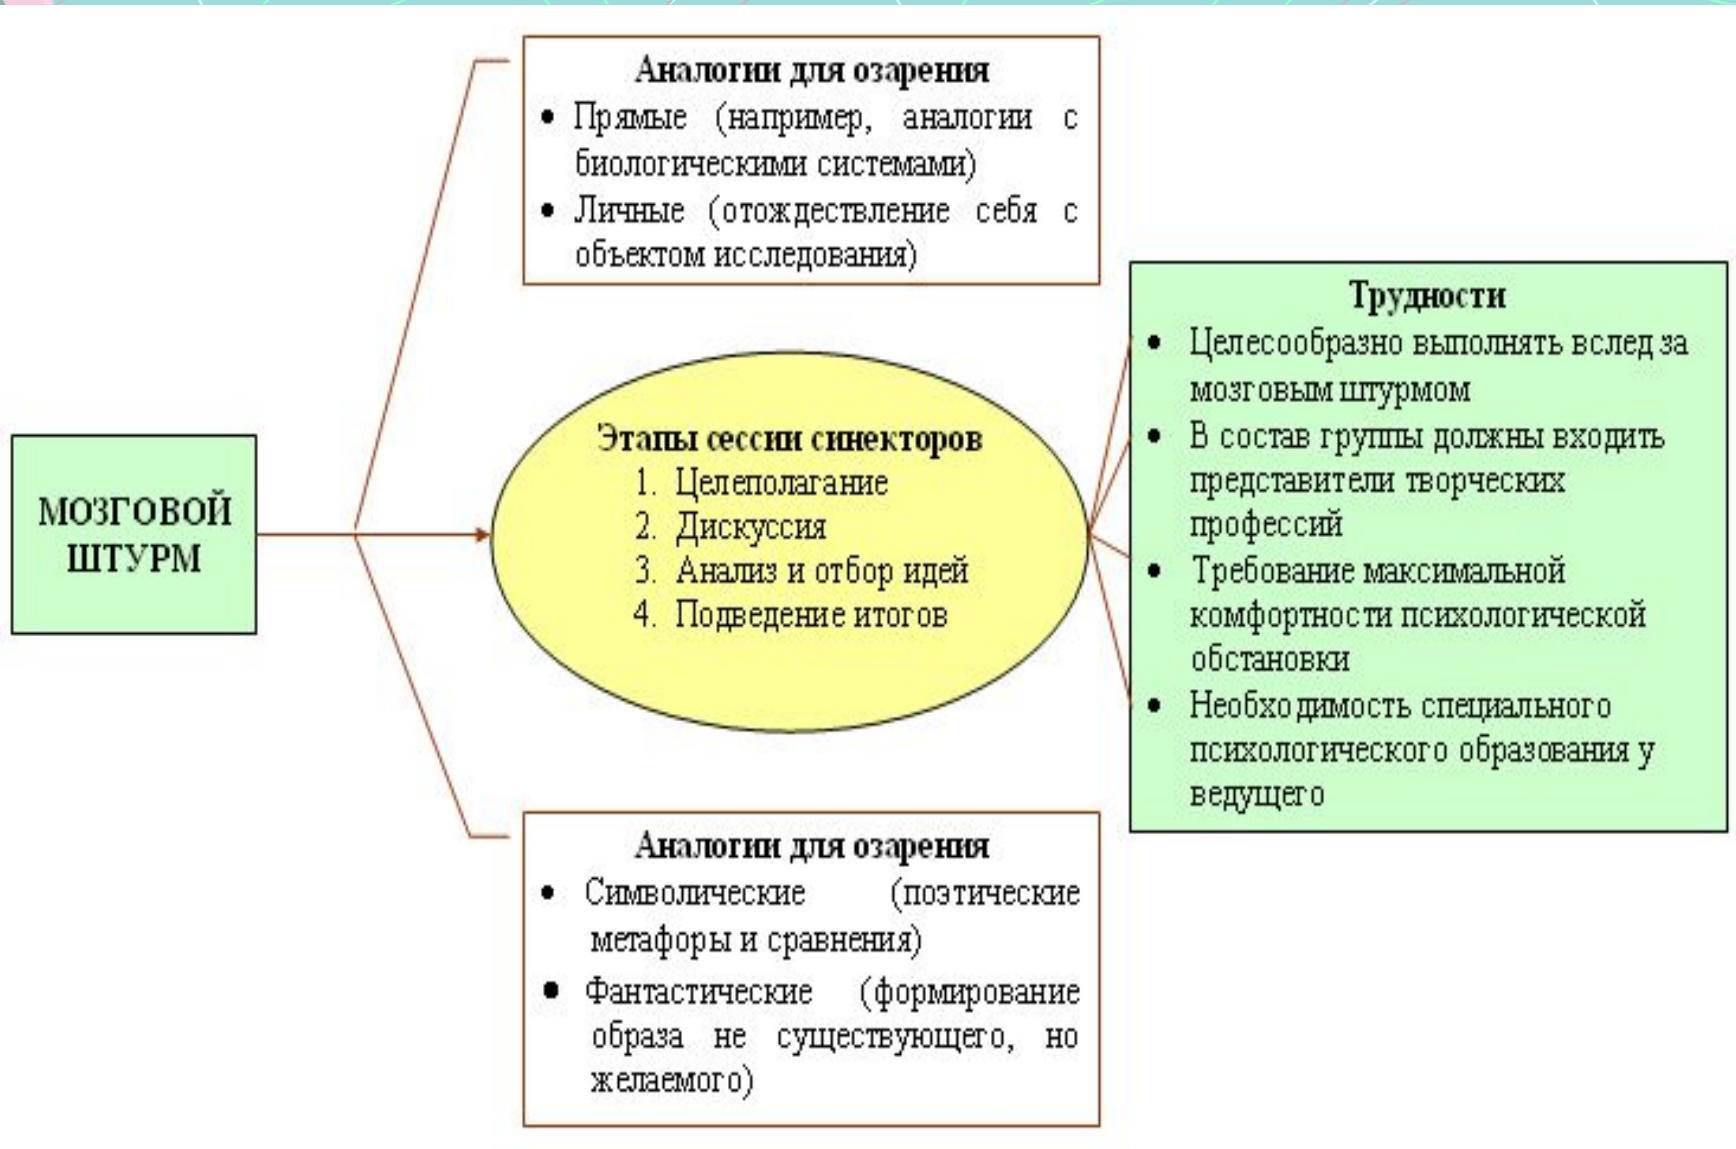 МОЗГОВОЙ
ШТУРМ
Аналогии для озарения
• Прямые (например, аналогии с
биологическими системами)
• Личные (отождествление себя с
объектом исследования)
Этапы сессии синекторов
1. Целеполагание
2. Дискуссия
3. Анализ и отбор идей
4. Подведение итогов
Аналогии для озарения
• Символические (поэтические
метафоры и сравнения)
• Фантастические (формирование
образа не существующего, но
желаемого)
Трудности
• Целесообразно выполнять вслед за
мозговым штурмом
• В состав группы должны входить
представители творческих
профессий
• Требование максимальной
комфортности психологической
обстановки
• Необходимость специального
психологического образования у
ведущего